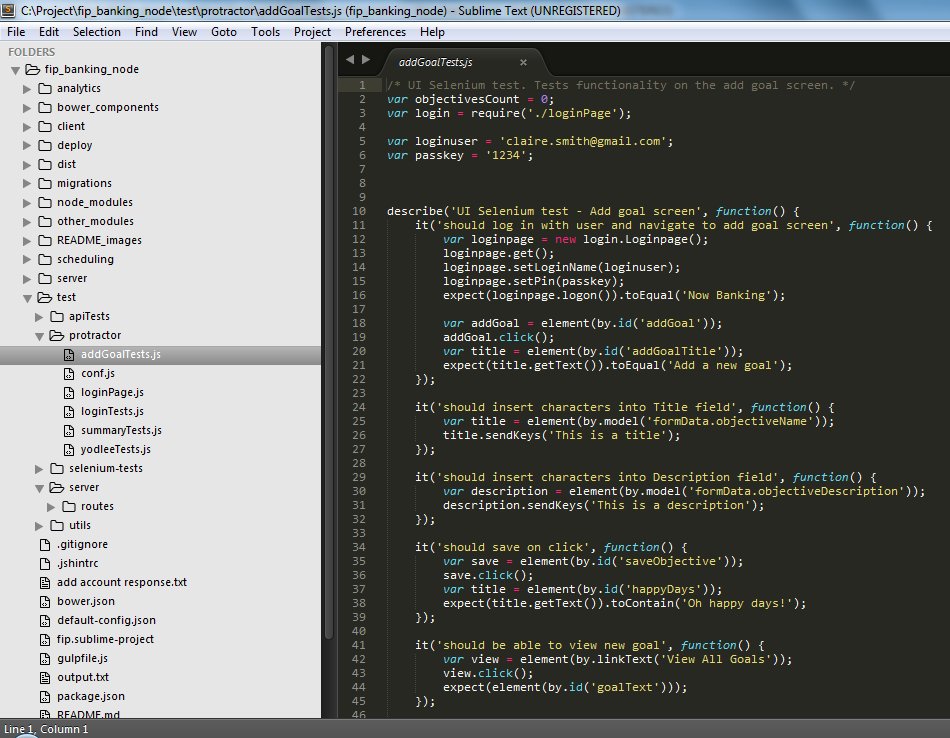 C:\Project\fip_banking_node\test\protractor\addGoalTests.js (fip_banking_node) - Sublime Text (UNREGISTERED)
File Edit Selection Find View Goto Tools Project Preferences Help
FOLDERS
fip_banking_node
analytics
bower_components
client
deploy
dist
migrations
node_modules
other_modules
README_images
scheduling
server
test
apiTests
protractor
addGoalTests.js
conf.js
loginPage.js
loginTests.js
summaryTests.js
yodleeTests.js
selenium-tests
server
routes
utils
.gitignore
.jshintrc
add account response.txt
bower.json
default-config.json
fip.sublime-project
gulpfile.js
output.txt
package.json
README.md
addGoalTests.js ×
1 /* UI Selenium test. Tests functionality on the add goal screen. */
2 var objectivesCount = 0;
3 var login = require('./loginPage');
4
5 var loginuser = 'claire.smith@gmail.com';
6 var passkey = '1234';
7
8
9
10 describe('UI Selenium test - Add goal screen', function() {
11     it('should log in with user and navigate to add goal screen', function() {
12         var loginpage = new login.Loginpage();
13         loginpage.get();
14         loginpage.setLoginName(loginuser);
15         loginpage.setPin(passkey);
16         expect(loginpage.logon()).toEqual('Now Banking');
17
18         var addGoal = element(by.id('addGoal'));
19         addGoal.click();
20         var title = element(by.id('addGoalTitle'));
21         expect(title.getText()).toEqual('Add a new goal');
22     });
23
24     it('should insert characters into Title field', function() {
25         var title = element(by.model('formData.objectiveName'));
26         title.sendKeys('This is a title');
27     });
28
29     it('should insert characters into Description field', function() {
30         var description = element(by.model('formData.objectiveDescription'));
31         description.sendKeys('This is a description');
32     });
33
34     it('should save on click', function() {
35         var save = element(by.id('saveObjective'));
36         save.click();
37         var title = element(by.id('happyDays'));
38         expect(title.getText()).toContain('Oh happy days!');
39     });
40
41     it('should be able to view new goal', function() {
42         var view = element(by.linkText('View All Goals'));
43         view.click();
44         expect(element(by.id('goalText')));
45     });
46
Line 1, Column 1